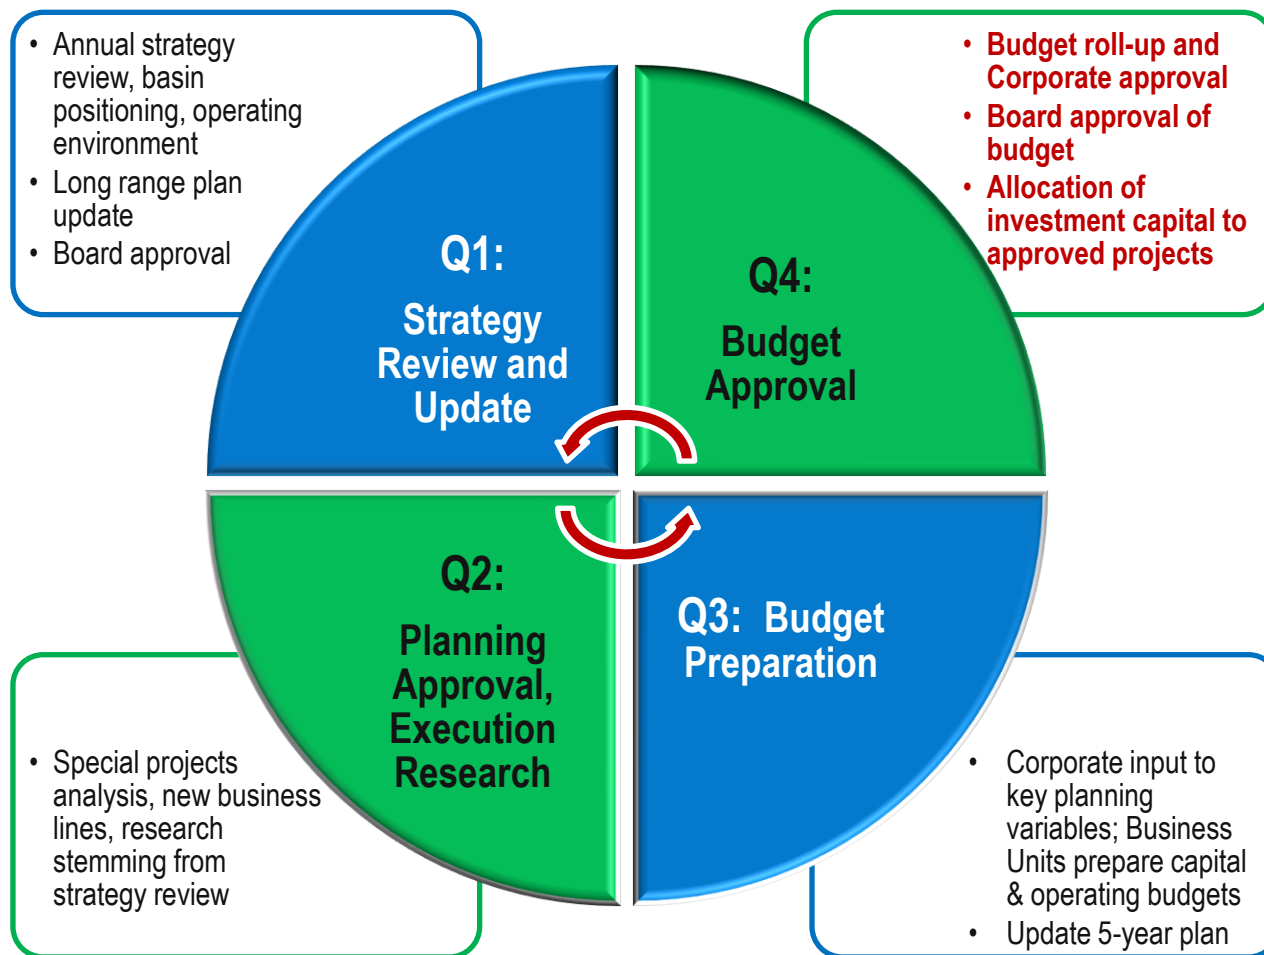 • Annual strategy
review, basin
positioning, operating
environment
• Long range plan
update
• Board approval
Q1:
Strategy
Review and
Update
• Budget roll-up and
Corporate approval
• Board approval of
budget
• Allocation of
investment capital to
approved projects
Q4:
Budget
Approval
Q2:
Planning
Approval,
Execution
Research
• Special projects
analysis, new business
lines, research
stemming from
strategy review
Q3: Budget
Preparation
• Corporate input to
key planning
variables; Business
Units prepare capital
& operating budgets
• Update 5-year plan